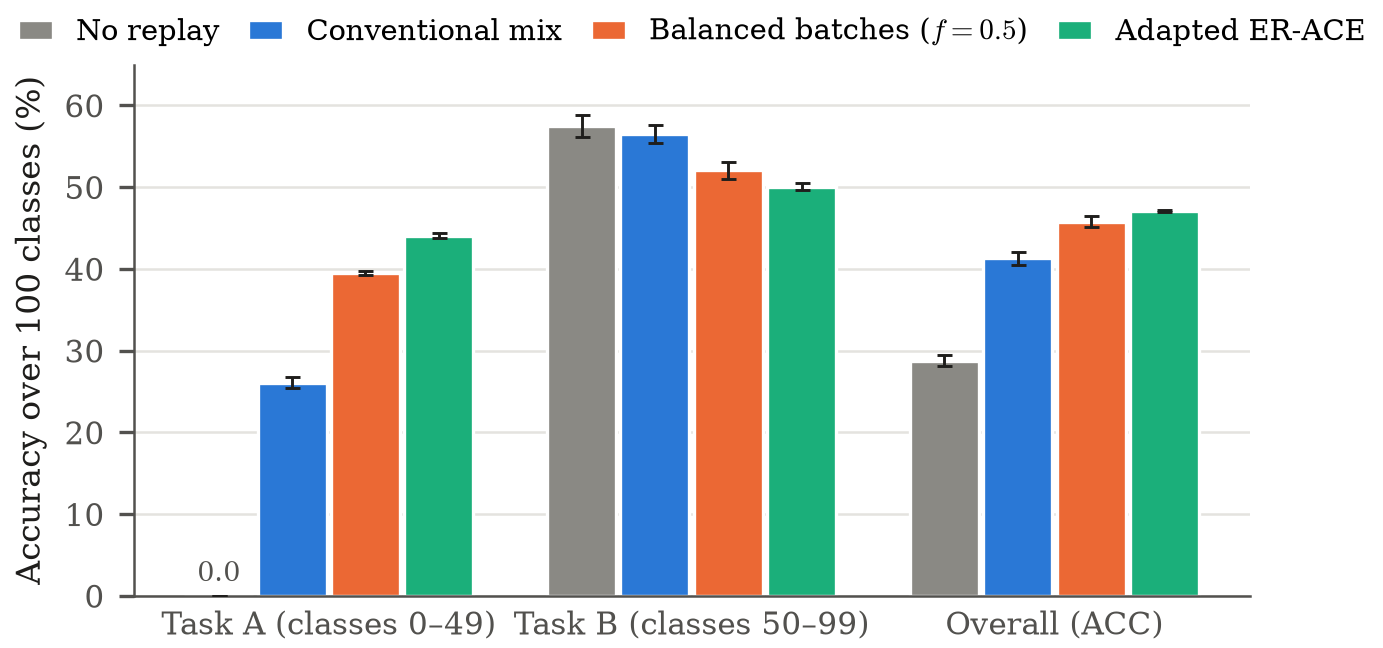 No replay Conventional mix Balanced batches (f = 0.5) Adapted ER-ACE
Accuracy over 100 classes (%)
60
50
40
30
20
10
0
0.0
Task A (classes 0–49) Task B (classes 50–99) Overall (ACC)